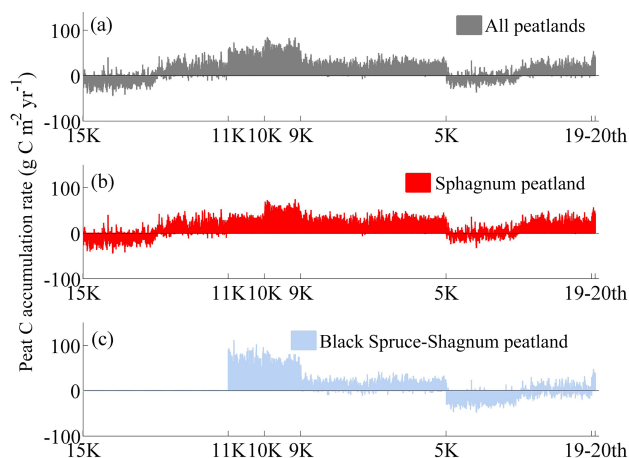 Peat C accumulation rate (g C m⁻² yr⁻¹)
(a)
All peatlands
100
0
-100
15K 11K 10K 9K 5K 19-20th
(b)
Sphagnum peatland
100
0
-100
15K 11K 10K 9K 5K 19-20th
(c)
Black Spruce-Shagnum peatland
100
0
-100
15K 11K 10K 9K 5K 19-20th